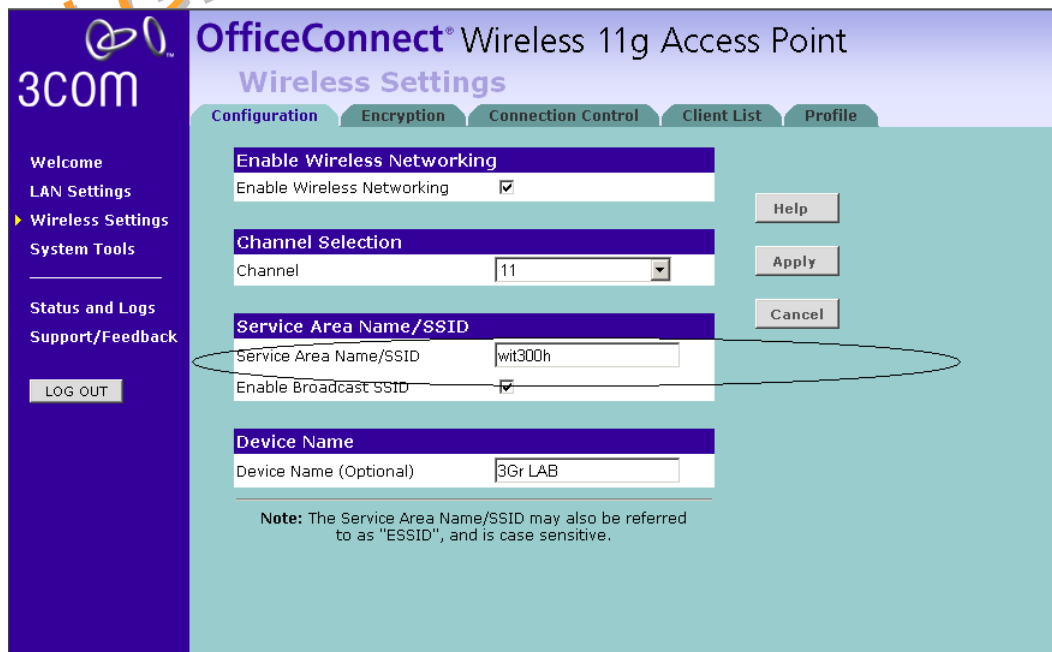 3COM
OfficeConnect® Wireless 11g Access Point
Wireless Settings
Configuration Encryption Connection Control Client List Profile
Welcome
LAN Settings
Wireless Settings
System Tools
Status and Logs
Support/Feedback
LOG OUT
Enable Wireless Networking
Enable Wireless Networking
Channel Selection
Channel 11
Service Area Name/SSID
Service Area Name/SSID wit300h
Enable Broadcast SSID
Device Name
Device Name (Optional) 3Gr LAB
Note: The Service Area Name/SSID may also be referred
to as "ESSID", and is case sensitive.
Help
Apply
Cancel